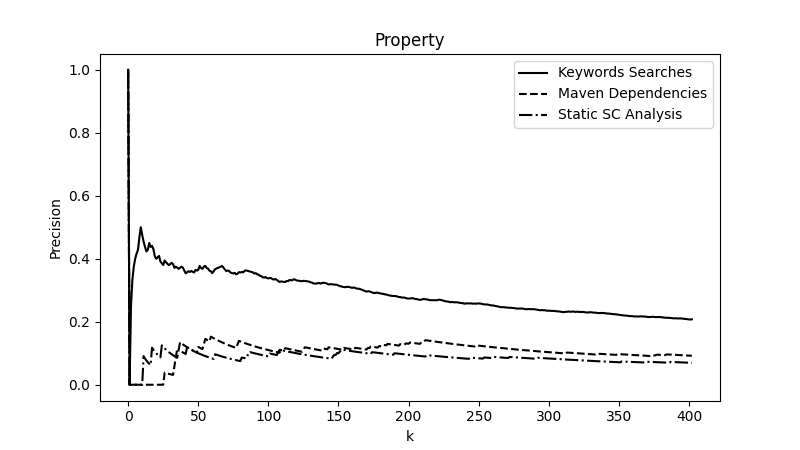 Property
Keywords Searches
Maven Dependencies
Static SC Analysis
Precision
1.0
0.8
0.6
0.4
0.2
0.0
0 50 100 150 200 250 300 350 400
k